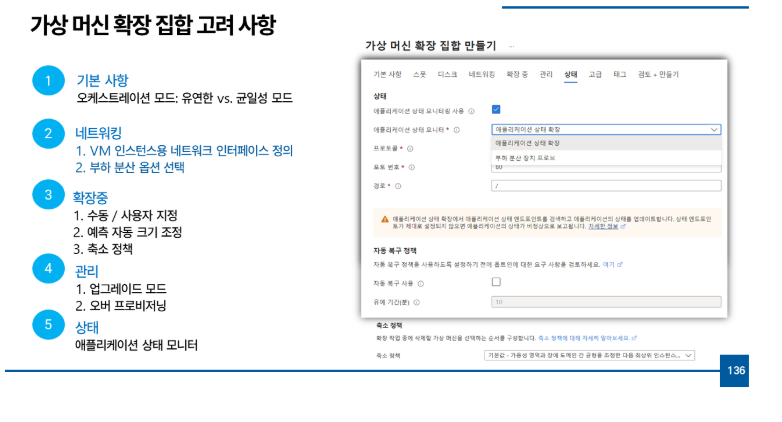 가상 머신 확장 집합 고려 사항
1 기본 사항
오케스트레이션 모드: 유연한 vs. 균일성 모드
2 네트워킹
1. VM 인스턴스용 네트워크 인터페이스 정의
2. 부하 분산 옵션 선택
3 확장중
1. 수동 / 사용자 지정
2. 예측 자동 크기 조정
3. 축소 정책
4 관리
1. 업그레이드 모드
2. 오버 프로비저닝
5 상태
애플리케이션 상태 모니터
가상 머신 확장 집합 만들기 ...
기본 사항 스폿 디스크 네트워킹 확장 중 관리 상태 고급 태그 검토 + 만들기
상태
애플리케이션 상태 모니터링 사용
애플리케이션 상태 모니터 * 애플리케이션 상태 확장
애플리케이션 상태 확장
프로토콜 *
부하 분산 장치 프로브
포트 번호 * 80
경로 * /
애플리케이션 상태 확장에서 애플리케이션 상태 엔드포인트를 검색하고 애플리케이션의 상태를 업데이트합니다. 상태 엔드포인
트가 제대로 설정되지 않으면 애플리케이션의 상태가 비정상으로 보고됩니다. 자세한 정보
자동 복구 정책
자동 복구 정책을 사용하도록 설정하기 전에 옵트인에 대한 요구 사항을 검토하세요. 여기
자동 복구 사용
유예 기간(분) 10
축소 정책
확장 작업 중에 삭제할 가상 머신을 선택하는 순서를 구성합니다. 축소 정책에 대해 자세히 알아보세요.
축소 정책 기본값 - 가용성 영역과 장애 도메인 간 균형을 조정한 다음 최상위 인스턴스...
136